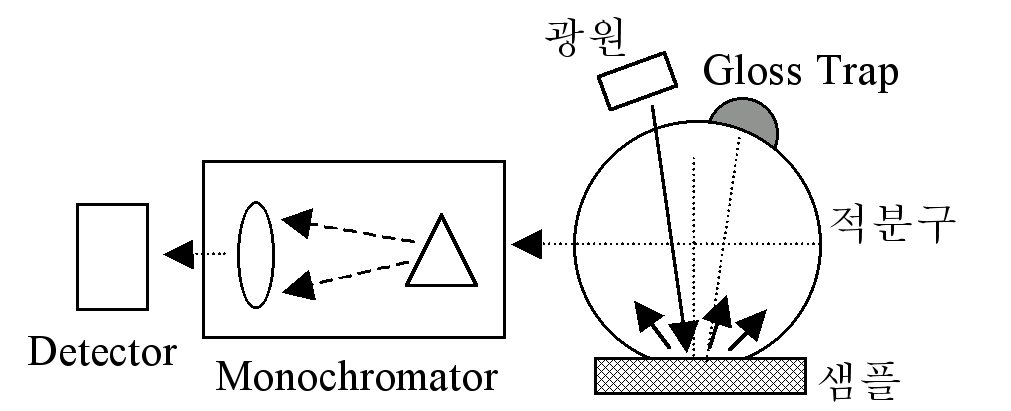 광원
Gloss Trap
적분구
Detector
Monochromator
샘플